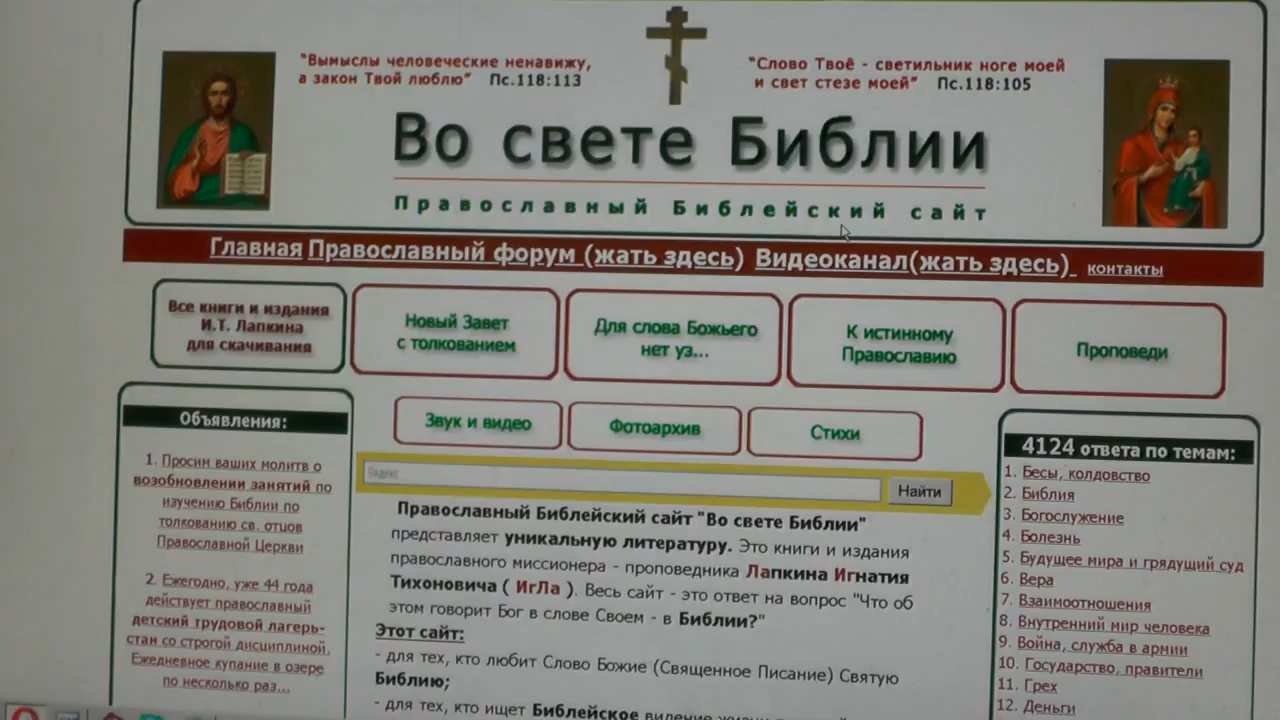 "Вымыслы человеческие ненавижу,
а закон Твой люблю" Пс.118:113
"Слово Твоё - светильник ноге моей
и свет стезе моей" Пс.118:105
Во свете Библии
Православный Библейский сайт
Главная Православный форум (жать здесь) Видеоканал(жать здесь) контакты
Все книги и издания
И.Т. Лапкина
для скачивания
Новый Завет
с толкованием
Для слова Божьего
нет уз...
К истинному
Православию
Проповеди
Звук и видео
Фотоархив
Стихи
Объявления:
1. Просим ваших молитв о
возобновлении занятий по
изучению Библии по
толкованию св. отцов
Православной Церкви
2. Ежегодно, уже 44 года
действует православный
детский трудовой лагерь-
стан со строгой дисциплиной.
Ежедневное купание в озере
по несколько раз...
Яндекс
Найти
Православный Библейский сайт "Во свете Библии"
представляет уникальную литературу. Это книги и издания
православного миссионера - проповедника Лапкина Игнатия
Тихоновича ( ИгЛа ). Весь сайт - это ответ на вопрос "Что об
этом говорит Бог в слове Своем - в Библии?"
Этот сайт:
- для тех, кто любит Слово Божие (Священное Писание) Святую
Библию;
- для тех, кто ищет Библейское видение жизни
4124 ответа по темам:
1. Бесы, колдовство
2. Библия
3. Богослужение
4. Болезнь
5. Будущее мира и грядущий суд
6. Вера
7. Взаимоотношения
8. Внутренний мир человека
9. Война, служба в армии
10. Государство, правители
11. Грех
12. Деньги